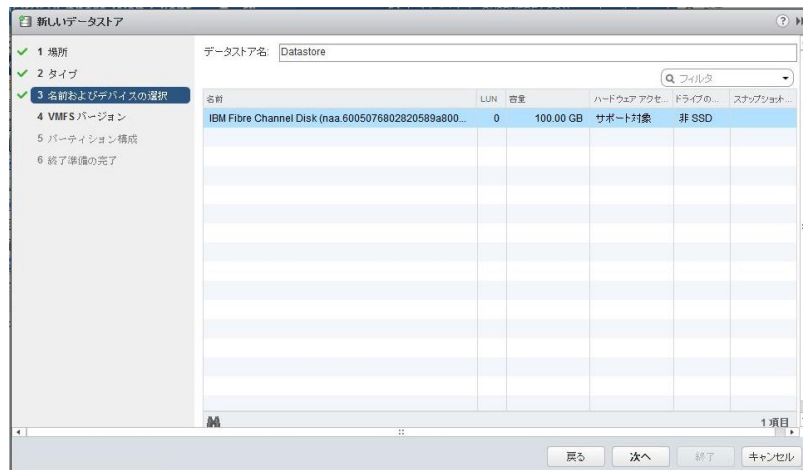 新しいデータストア
1 場所
2 タイプ
3 名前およびデバイスの選択
4 VMFS バージョン
5 パーティション構成
6 終了準備の完了
データストア名: Datastore
フィルタ
名前 LUN 容量 ハードウェア アクセ... ドライブの... スナップショット...
IBM Fibre Channel Disk (naa.6005076802820589a800... 0 100.00 GB サポート対象 非 SSD
1 項目
戻る 次へ 終了 キャンセル